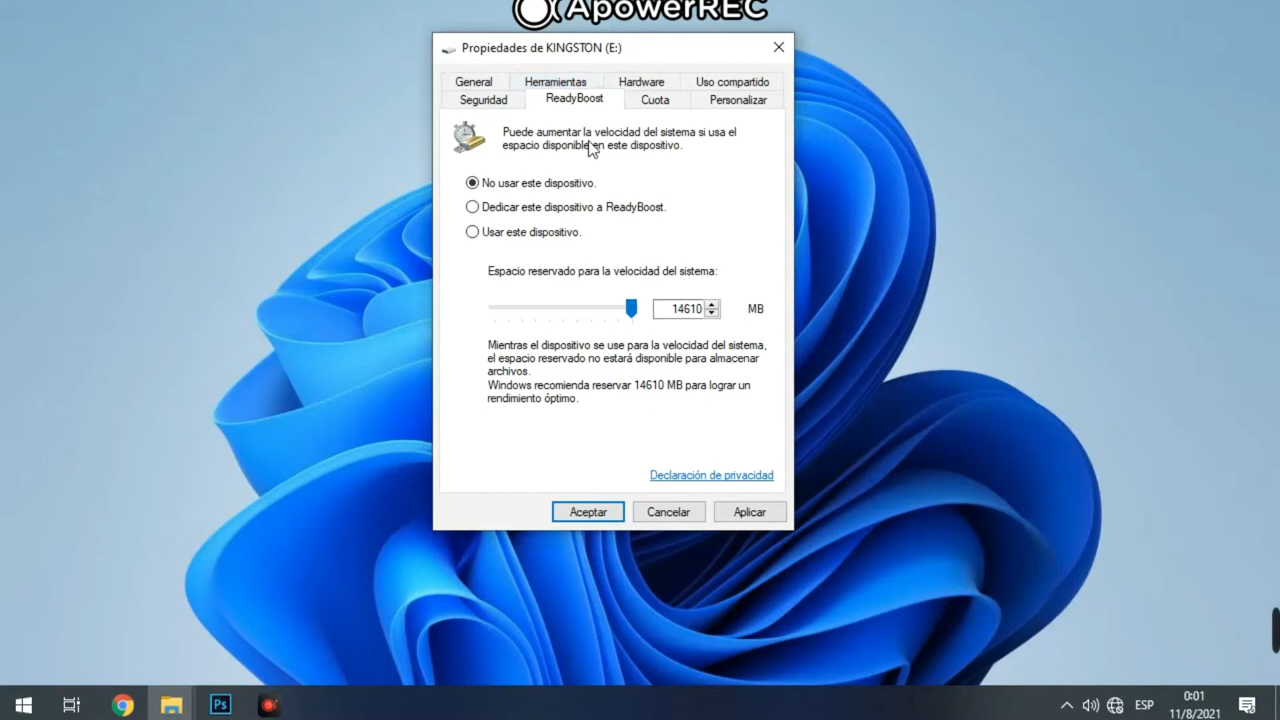 ApowerREC
Propiedades de KINGSTON (E:)
General Herramientas Hardware Uso compartido
Seguridad ReadyBoost Cuota Personalizar
Puede aumentar la velocidad del sistema si usa el
espacio disponible en este dispositivo.
No usar este dispositivo.
Dedicar este dispositivo a ReadyBoost.
Usar este dispositivo.
Espacio reservado para la velocidad del sistema:
14610 MB
Mientras el dispositivo se use para la velocidad del sistema,
el espacio reservado no estará disponible para almacenar
archivos.
Windows recomienda reservar 14610 MB para lograr un
rendimiento óptimo.
Declaración de privacidad
Aceptar Cancelar Aplicar
Ps
ESP
0:01
11/8/2021